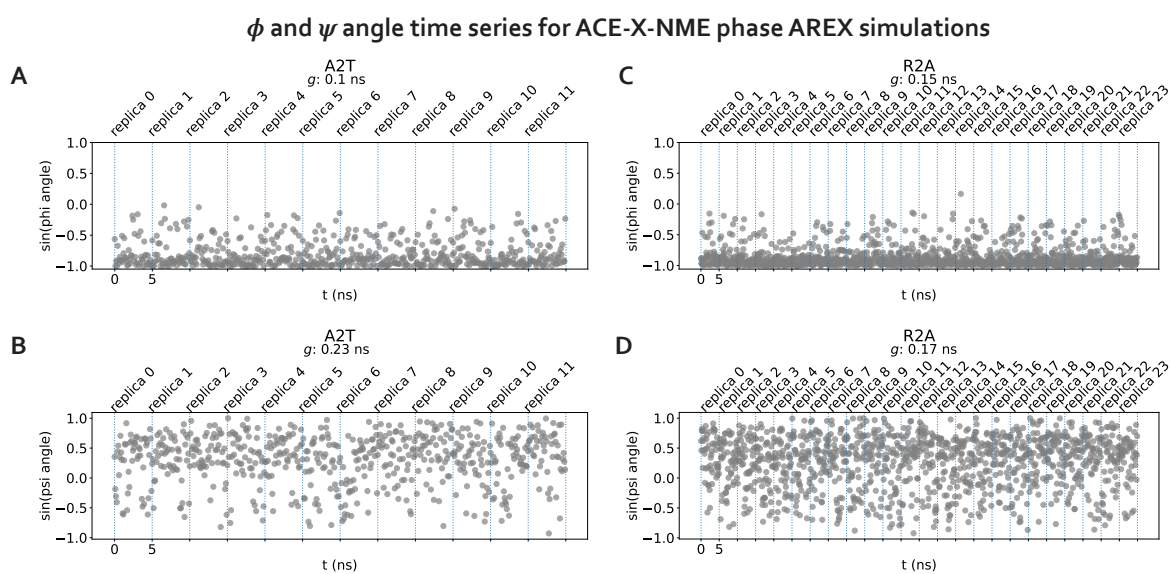 ϕ and ψ angle time series for ACE-X-NME phase AREX simulations
A
A2T
g: 0.1 ns
replica 0
replica 1
replica 2
replica 3
replica 4
replica 5
replica 6
replica 7
replica 8
replica 9
replica 10
replica 11
sin(phi angle)
1.0
0.5
0.0
−0.5
−1.0
0
5
t (ns)
C
R2A
g: 0.15 ns
replica 0
replica 1
replica 2
replica 3
replica 4
replica 5
replica 6
replica 7
replica 8
replica 9
replica 10
replica 11
replica 12
replica 13
replica 14
replica 15
replica 16
replica 17
replica 18
replica 19
replica 20
replica 21
replica 22
replica 23
sin(phi angle)
1.0
0.5
0.0
−0.5
−1.0
0
5
t (ns)
B
A2T
g: 0.23 ns
replica 0
replica 1
replica 2
replica 3
replica 4
replica 5
replica 6
replica 7
replica 8
replica 9
replica 10
replica 11
sin(psi angle)
1.0
0.5
0.0
−0.5
−1.0
0
5
t (ns)
D
R2A
g: 0.17 ns
replica 0
replica 1
replica 2
replica 3
replica 4
replica 5
replica 6
replica 7
replica 8
replica 9
replica 10
replica 11
replica 12
replica 13
replica 14
replica 15
replica 16
replica 17
replica 18
replica 19
replica 20
replica 21
replica 22
replica 23
sin(psi angle)
1.0
0.5
0.0
−0.5
−1.0
0
5
t (ns)